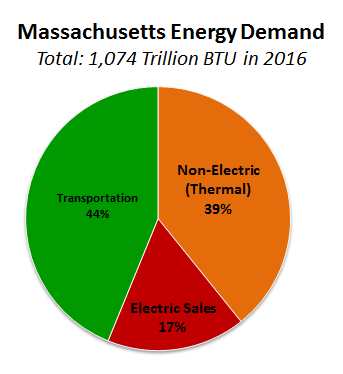 Massachusetts Energy Demand
Total: 1,074 Trillion BTU in 2016
Non-Electric
(Thermal)
39%
Transportation
44%
Electric Sales
17%